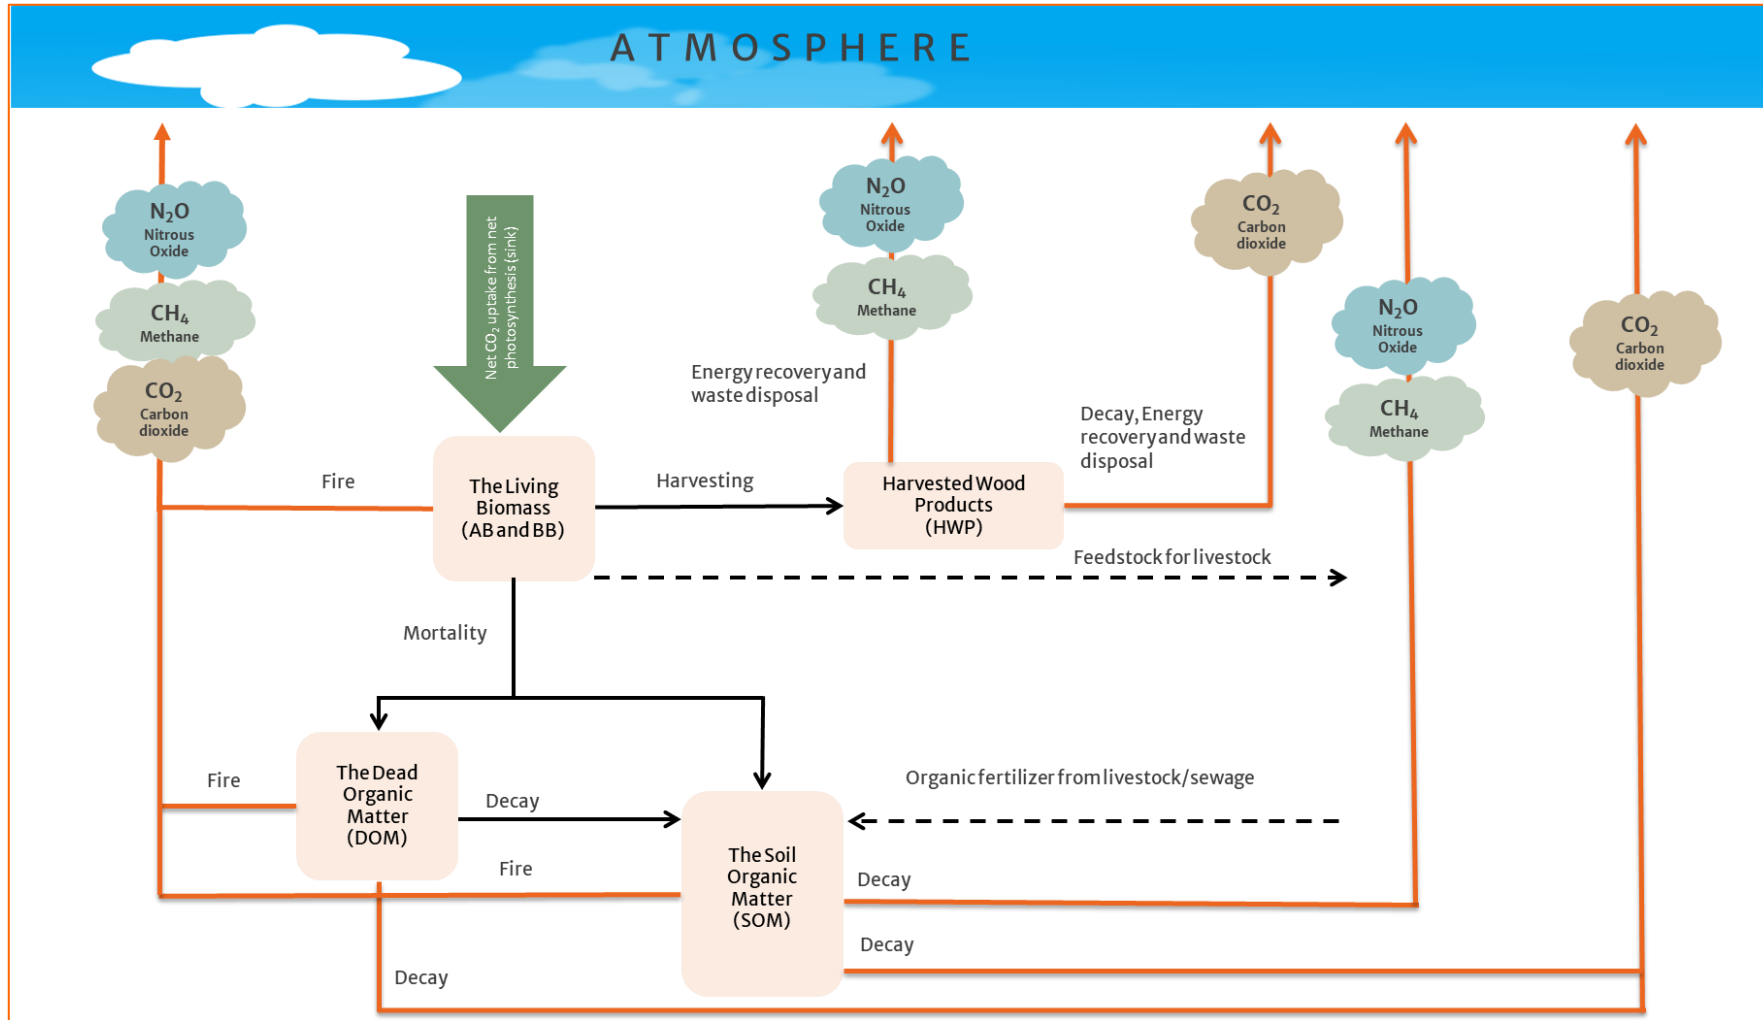 ATMOSPHERE
N₂O
Nitrous
Oxide
CH₄
Methane
CO₂
Carbon
dioxide
Net CO₂ uptake from net
photosynthesis (sink)
N₂O
Nitrous
Oxide
CH₄
Methane
CO₂
Carbon
dioxide
N₂O
Nitrous
Oxide
CH₄
Methane
CO₂
Carbon
dioxide
Energy recovery and
waste disposal
Decay, Energy
recovery and waste
disposal
Fire
The Living
Biomass
(AB and BB)
Harvesting
Harvested Wood
Products
(HWP)
Feedstock for livestock
Mortality
Fire
The Dead
Organic
Matter
(DOM)
Decay
Organic fertilizer from livestock/sewage
Fire
The Soil
Organic
Matter
(SOM)
Decay
Decay
Decay